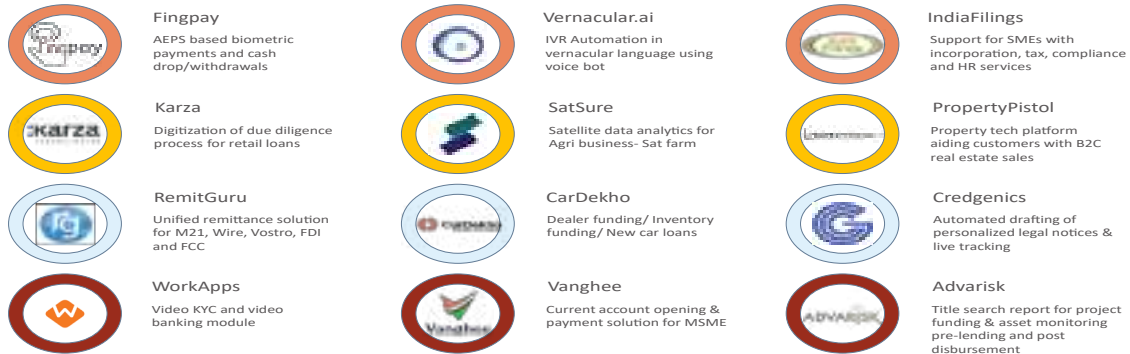 Fingpay
AEPS based biometric
payments and cash
drop/withdrawals
Vernacular.ai
IVR Automation in
vernacular language using
voice bot
IndiaFilings
Support for SMEs with
incorporation, tax, compliance
and HR services
Fingpay
Karza
Digitization of due diligence
process for retail loans
SatSure
Satellite data analytics for
Agri business- Sat farm
PropertyPistol
Property tech platform
aiding customers with B2C
real estate sales
Karza
RemitGuru
Unified remittance solution
for M21, Wire, Vostro, FDI
and FCC
CarDekho
Dealer funding/ Inventory
funding/ New car loans
Credgenics
Automated drafting of
personalized legal notices &
live tracking
rg
CarDekho
WorkApps
Video KYC and video
banking module
Vanghee
Current account opening &
payment solution for MSME
Advarisk
Title search report for project
funding & asset monitoring
pre-lending and post
disbursement
Vanghee
ADVARISK